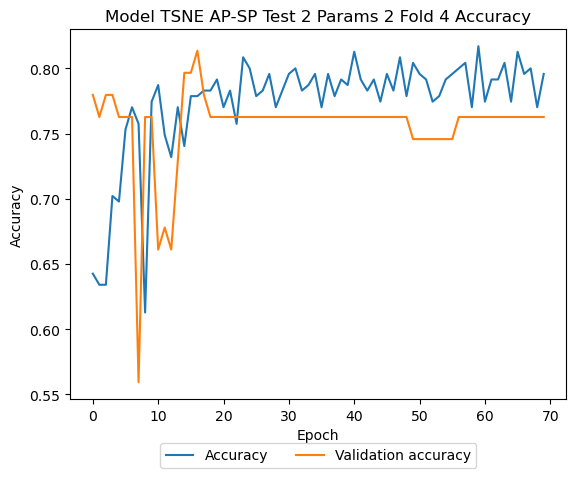 Model TSNE AP-SP Test 2 Params 2 Fold 4 Accuracy
0.80
0.75
0.70
0.65
0.60
0.55
Accuracy
0 10 20 30 40 50 60 70
Epoch
Accuracy Validation accuracy